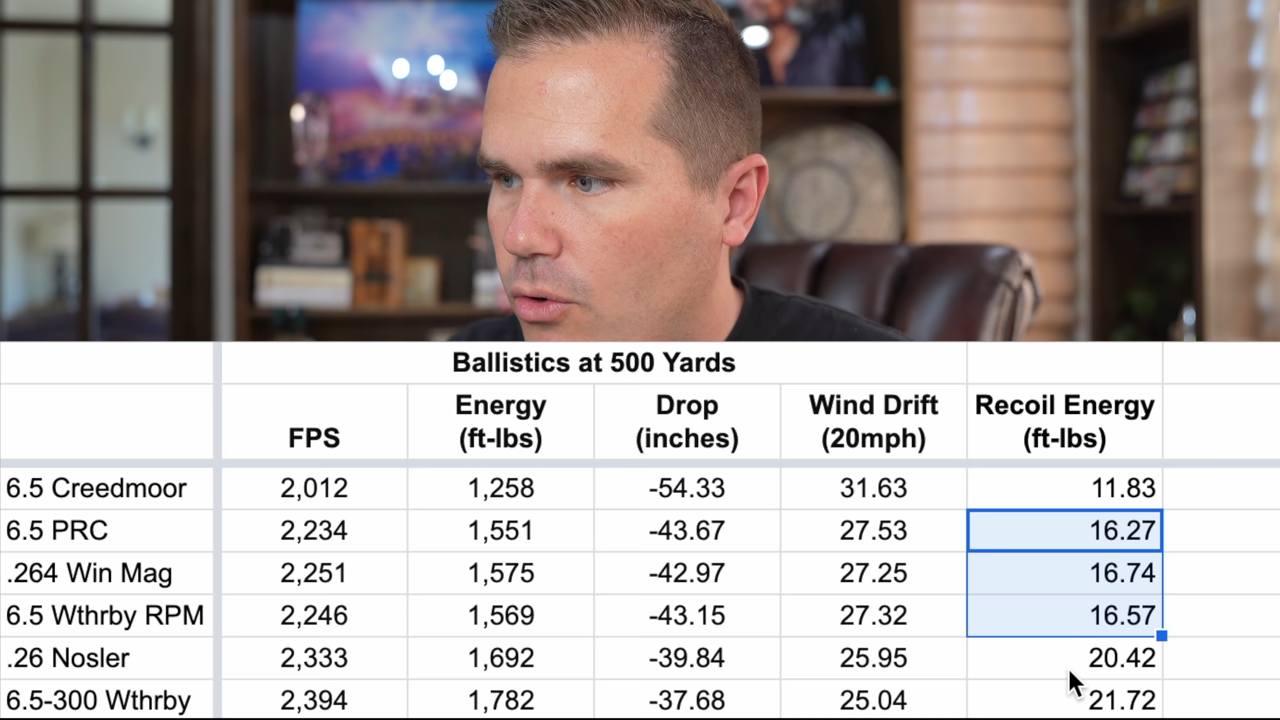 Ballistics at 500 Yards
FPS Energy (ft-lbs) Drop (inches) Wind Drift (20mph) Recoil Energy (ft-lbs)
6.5 Creedmoor 2,012 1,258 -54.33 31.63 11.83
6.5 PRC 2,234 1,551 -43.67 27.53 16.27
.264 Win Mag 2,251 1,575 -42.97 27.25 16.74
6.5 Wthrby RPM 2,246 1,569 -43.15 27.32 16.57
.26 Nosler 2,333 1,692 -39.84 25.95 20.42
6.5-300 Wthrby 2,394 1,782 -37.68 25.04 21.72